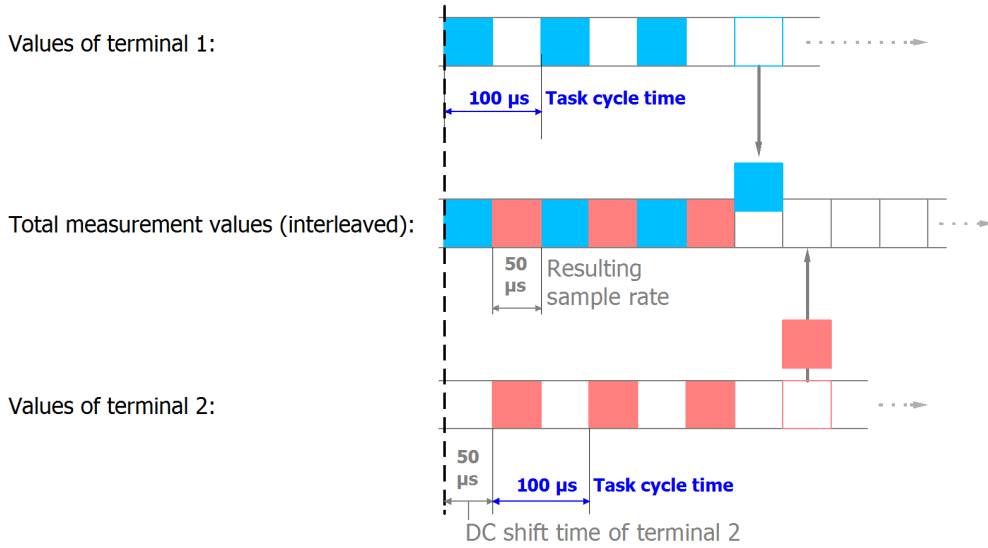 Values of terminal 1:
100 µs Task cycle time
Total measurement values (interleaved):
50
µs
Resulting
sample rate
Values of terminal 2:
50
µs
100 µs Task cycle time
DC shift time of terminal 2